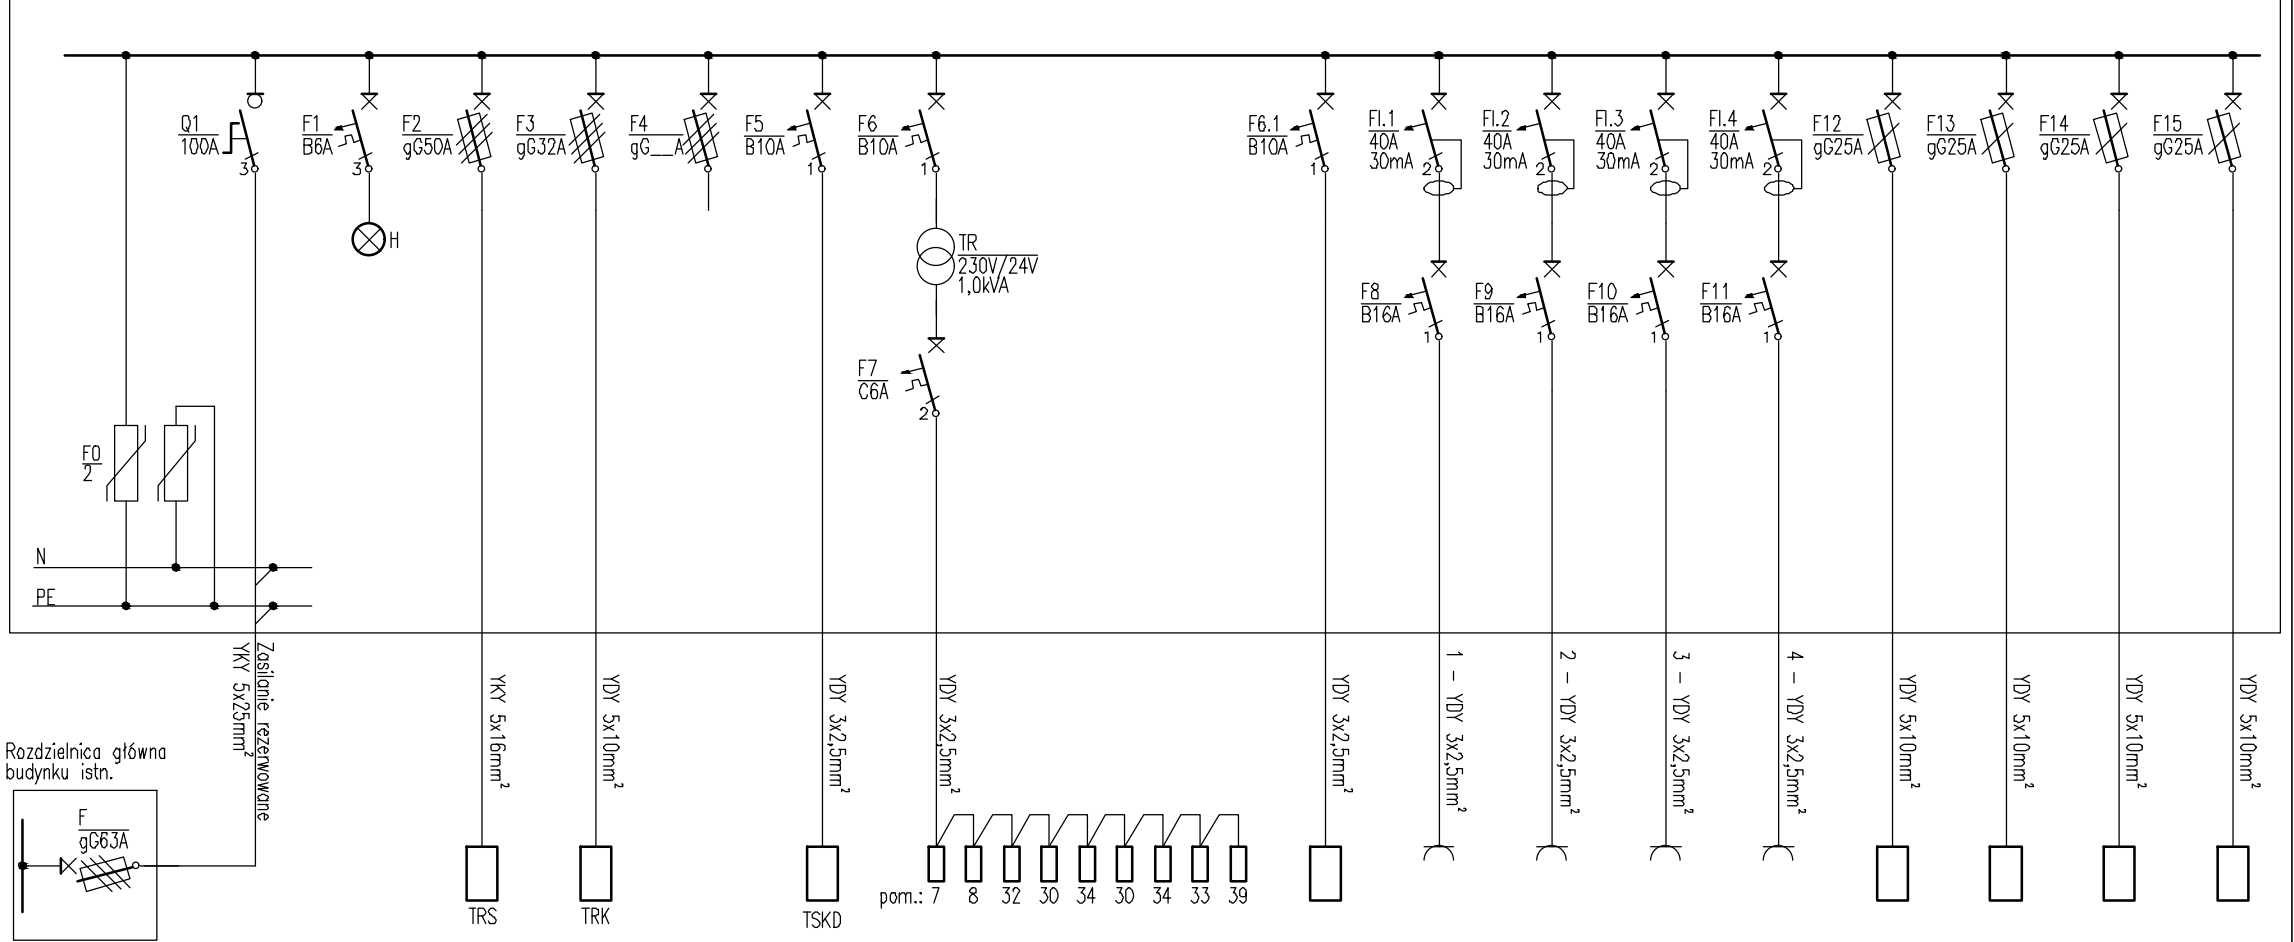 Q1
100A
3
F1
B6A
3
H
F2
gG50A
F3
gG32A
F4
gG__A
F5
B10A
1
F6
B10A
1
TR
230V/24V
1,0kVA
F7
C6A
2
F6.1
B10A
1
FI.1
40A
30mA
2
FI.2
40A
30mA
2
FI.3
40A
30mA
2
FI.4
40A
30mA
2
F8
B16A
1
F9
B16A
1
F10
B16A
1
F11
B16A
1
F12
gG25A
F13
gG25A
F14
gG25A
F15
gG25A
F0
2
N
PE
Zasilanie rezerwowane
YKY 5x25mm²
YKY 5x16mm²
YDY 5x10mm²
YDY 3x2,5mm²
YDY 3x2,5mm²
YDY 3x2,5mm²
1 – YDY 3x2,5mm²
2 – YDY 3x2,5mm²
3 – YDY 3x2,5mm²
4 – YDY 3x2,5mm²
YDY 5x10mm²
YDY 5x10mm²
YDY 5x10mm²
YDY 5x10mm²
Rozdzielnica główna
budynku istn.
F
gG63A
TRS
TRK
TSKD
pom.: 7 8 32 30 34 30 34 33 39